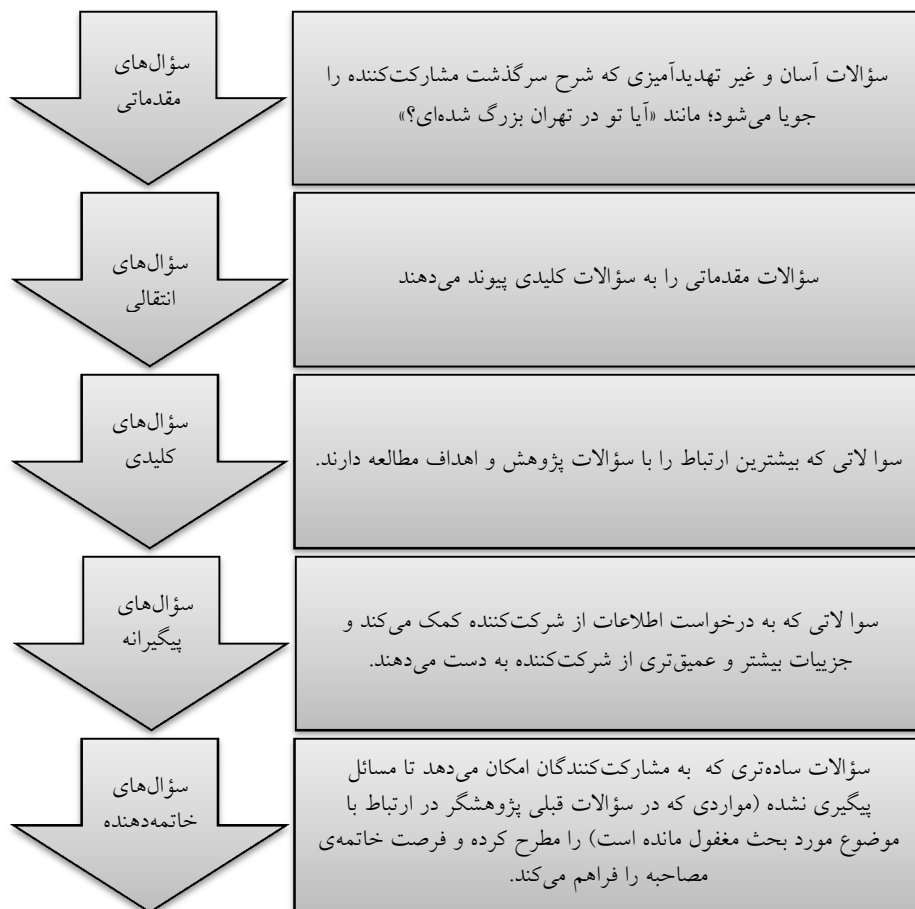 سؤال‌های
مقدماتی
سؤالات آسان و غیر تهدیدآمیزی که شرح سرگذشت مشارکت‌کننده را
جویا می‌شود؛ مانند «آیا تو در تهران بزرگ شده‌ای؟»
سؤال‌های
انتقالی
سؤالات مقدماتی را به سؤالات کلیدی پیوند می‌دهند
سؤال‌های
کلیدی
سوا لاتی که بیشترین ارتباط را با سؤالات پژوهش و اهداف مطالعه دارند.
سؤال‌های
پیگیرانه
سوا لاتی که به درخواست اطلاعات از شرکت‌کننده کمک می‌کند و
جزییات بیشتر و عمیق‌تری از شرکت‌کننده به دست می‌دهند.
سؤال‌های
خاتمه‌دهنده
سؤالات ساده‌تری که به مشارکت‌کنندگان امکان می‌دهد تا مسائل
پیگیری نشده (مواردی که در سؤالات قبلی پژوهشگر در ارتباط با
موضوع مورد بحث مغفول مانده است) را مطرح کرده و فرصت خاتمه‌ی
مصاحبه را فراهم می‌کند.